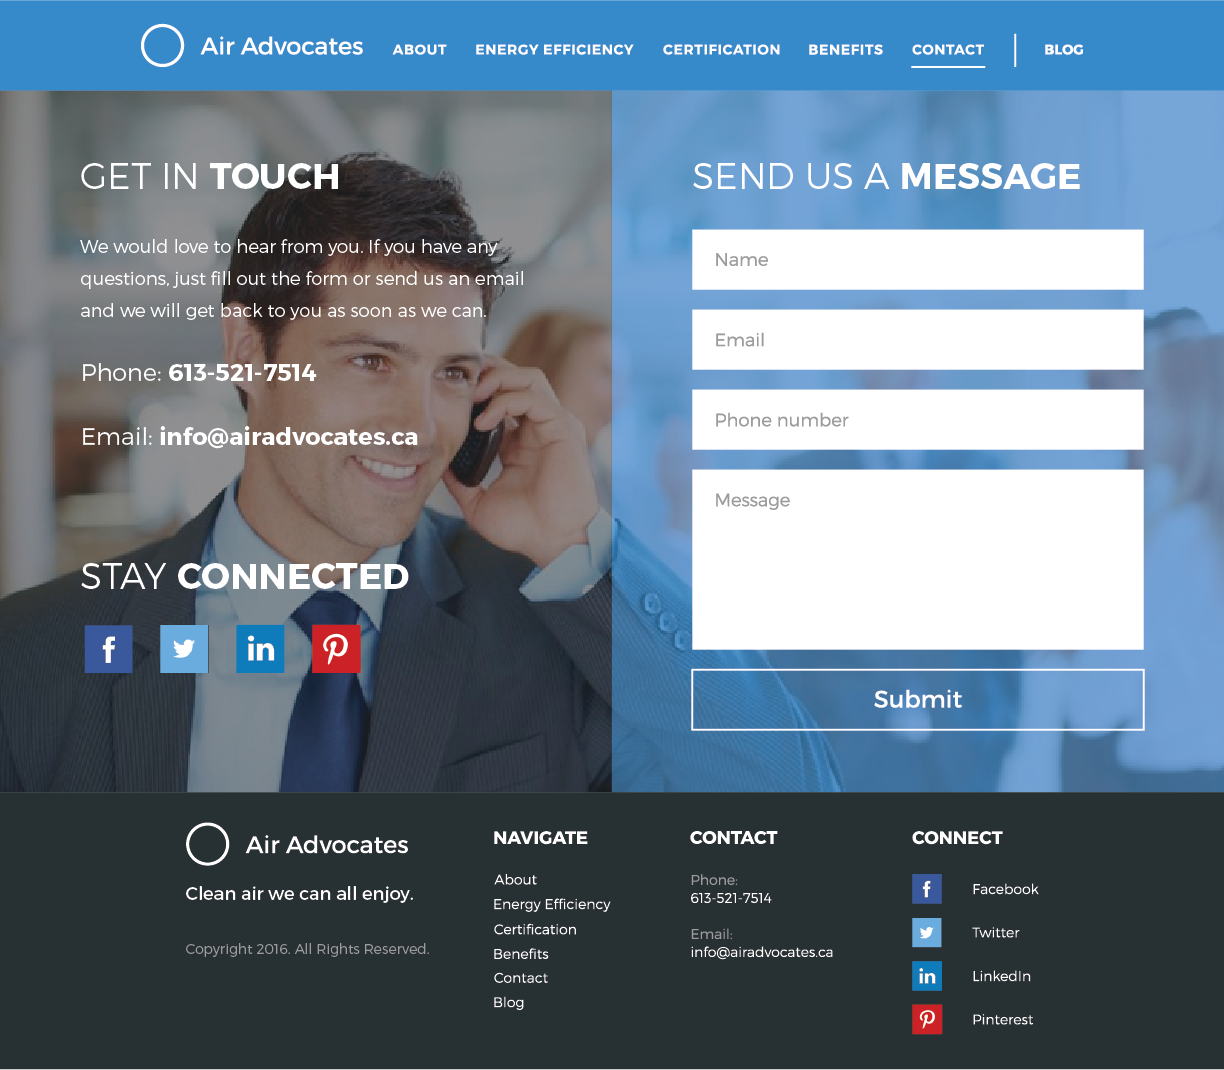 Air Advocates ABOUT ENERGY EFFICIENCY CERTIFICATION BENEFITS CONTACT BLOG
GET IN TOUCH
We would love to hear from you. If you have any
questions, just fill out the form or send us an email
and we will get back to you as soon as we can.
Phone: 613-521-7514
Email: info@airadvocates.ca
STAY CONNECTED
f
in
SEND US A MESSAGE
Name
Email
Phone number
Message
Submit
Air Advocates
Clean air we can all enjoy.
Copyright 2016. All Rights Reserved.
NAVIGATE
About
Energy Efficiency
Certification
Benefits
Contact
Blog
CONTACT
Phone:
613-521-7514
Email:
info@airadvocates.ca
CONNECT
f Facebook
Twitter
in LinkedIn
Pinterest